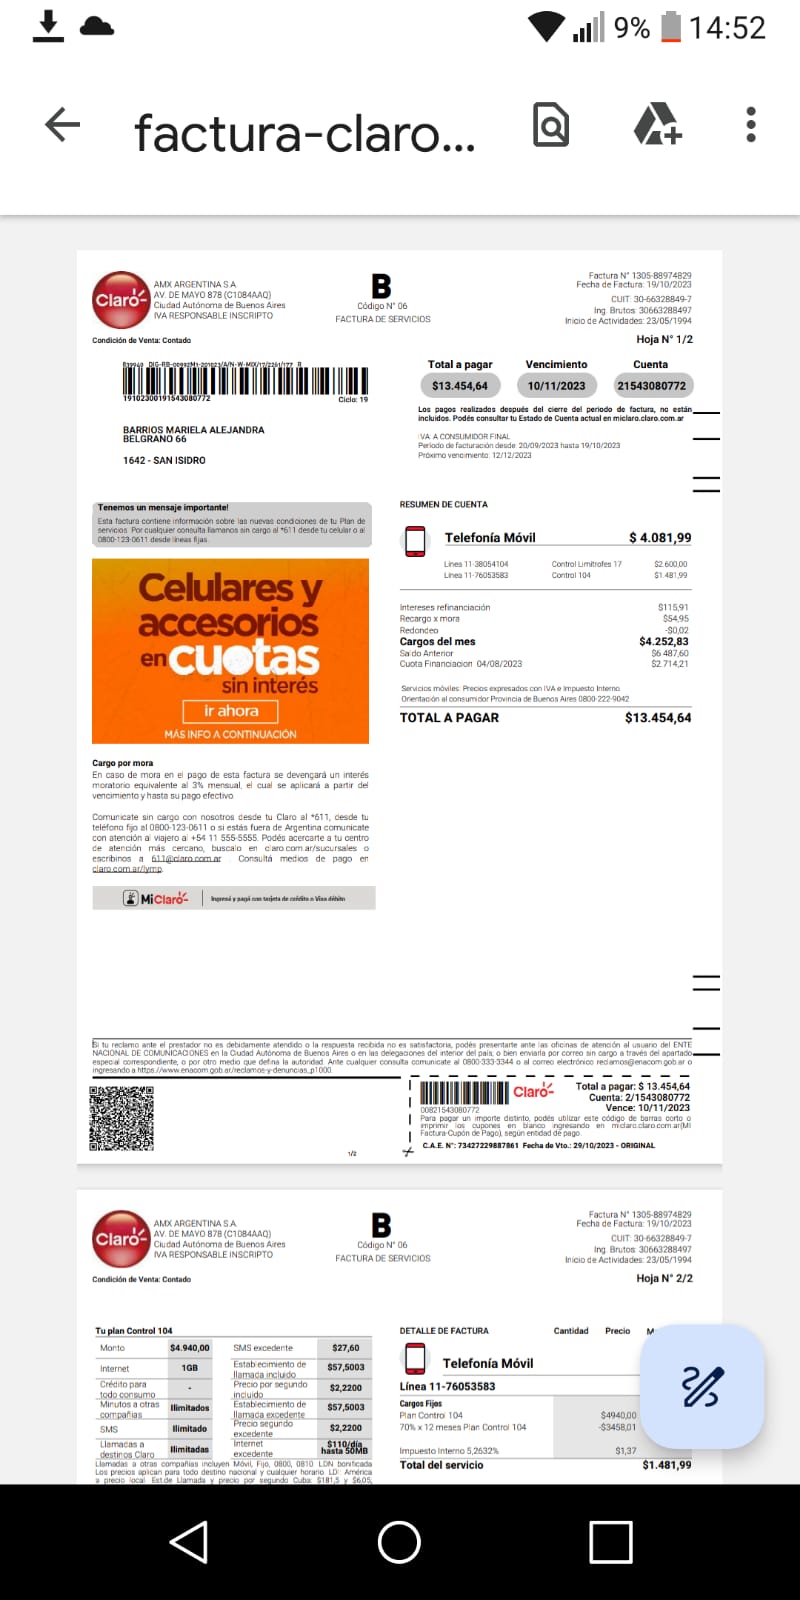 9% 14:52
factura-claro...
Claro
AMX ARGENTINA S.A.
AV. DE MAYO 878 (C1084AAQ)
Ciudad Autónoma de Buenos Aires
IVA RESPONSABLE INSCRIPTO
Condición de Venta: Contado
B
Código N° 06
FACTURA DE SERVICIOS
Factura N° 1305-88974829
Fecha de Factura: 19/10/2023
CUIT: 30-66328849-7
Ing. Brutos: 30663288497
Inicio de Actividades: 23/05/1994
Hoja N° 1/2
19102300191543080772
Ciclo: 19
BARRIOS MARIELA ALEJANDRA
BELGRANO 66
1642 - SAN ISIDRO
Total a pagar Vencimiento Cuenta
$13.454,64 10/11/2023 21543080772
Los pagos realizados después del cierre del periodo de factura, no están
incluidos. Podés consultar tu Estado de Cuenta actual en miclaro.claro.com.ar
IVA: A CONSUMIDOR FINAL
Periodo de facturación desde: 20/09/2023 hasta 19/10/2023
Próximo vencimiento: 12/12/2023
Tenemos un mensaje importante!
Esta factura contiene información sobre las nuevas condiciones de tu Plan de
servicios. Por cualquier consulta llamanos sin cargo al *611 desde tu celular o al
0800-123-0611 desde líneas fijas.
Celulares y
accesorios
en cuotas
sin interés
ir ahora
MÁS INFO A CONTINUACIÓN
RESUMEN DE CUENTA
Telefonía Móvil $ 4.081,99
Línea 11-38054104 Control Limitrofes 17 $2.600,00
Línea 11-76053583 Control 104 $1.481,99
Intereses refinanciación $115,91
Recargo x mora $54,95
Redondeo -$0,02
Cargos del mes $4.252,83
Saldo Anterior $6.487,60
Cuota Financiacion 04/08/2023 $2.714,21
Servicios móviles: Precios expresados con IVA e Impuesto Interno.
Orientación al consumidor Provincia de Buenos Aires 0800-222-9042
TOTAL A PAGAR $13.454,64
Cargo por mora
En caso de mora en el pago de esta factura se devengará un interés
moratorio equivalente al 3% mensual, el cual se aplicará a partir del
vencimiento y hasta su pago efectivo.
Comunicate sin cargo con nosotros desde tu Claro al *611, desde tu
teléfono fijo al 0800-123-0611 o si estás fuera de Argentina comunicate
con atención al viajero al +54 11 555-5555. Podés acercarte a tu centro
de atención más cercano, buscalo en claro.com.ar/sucursales o
escribinos a 611@claro.com.ar . Consultá medios de pago en
claro.com.ar/lymp.
MiClaro Ingresá y pagá con tarjeta de crédito o Visa débito
Si tu reclamo ante el prestador no es debidamente atendido o la respuesta recibida no es satisfactoria, podés presentarte ante las oficinas de atención al usuario del ENTE
NACIONAL DE COMUNICACIONES en la Ciudad Autónoma de Buenos Aires o en las delegaciones del interior del país, o bien enviarla por correo sin cargo a través del apartado
especial correspondiente, o por otro medio que defina la autoridad. Ante cualquier consulta comunicate al 0800-333-3344 o al correo electrónico reclamos@enacom.gob.ar o
ingresando a https://www.enacom.gob.ar/reclamos-y-denuncias_p1000.
Claro
00821543080772
Total a pagar: $ 13.454,64
Cuenta: 2/1543080772
Vence: 10/11/2023
Para pagar un importe distinto, podés utilizar este código de barras corto o
imprimir los cupones en blanco ingresando en miclaro.claro.com.ar(MI
Factura-Cupón de Pago), según entidad de pago.
C.A.E. N°: 73427229887861 Fecha de Vto.: 29/10/2023 - ORIGINAL
1/2
Claro
AMX ARGENTINA S.A.
AV. DE MAYO 878 (C1084AAQ)
Ciudad Autónoma de Buenos Aires
IVA RESPONSABLE INSCRIPTO
Condición de Venta: Contado
B
Código N° 06
FACTURA DE SERVICIOS
Factura N° 1305-88974829
Fecha de Factura: 19/10/2023
CUIT: 30-66328849-7
Ing. Brutos: 30663288497
Inicio de Actividades: 23/05/1994
Hoja N° 2/2
Tu plan Control 104
Monto $4.940,00 SMS excedente $27,60
Internet 1GB Establecimiento de llamada incluido $57,5003
Crédito para todo consumo - Precio por segundo incluido $2,2200
Minutos a otras compañías Ilimitados Establecimiento de llamada excedente $57,5003
SMS Ilimitado Precio segundo excedente $2,2200
Llamadas a destinos Claro Ilimitadas Internet excedente $110/día hasta 50MB
Llamadas a otras compañías incluyen Móvil, Fijo, 0800, 0810. LDN bonificada
Los precios aplican para todo destino nacional y cualquier horario. LDI: América
a precio local. Est.de Llamada y precio por segundo Cuba: $181,5 y $6,05,
DETALLE DE FACTURA Cantidad Precio M
Telefonía Móvil
Línea 11-76053583
Cargos Fijos
Plan Control 104 $4940,00
70% x 12 meses Plan Control 104 -$3458,01
Impuesto Interno 5,2632% $1,37
Total del servicio $1.481,99